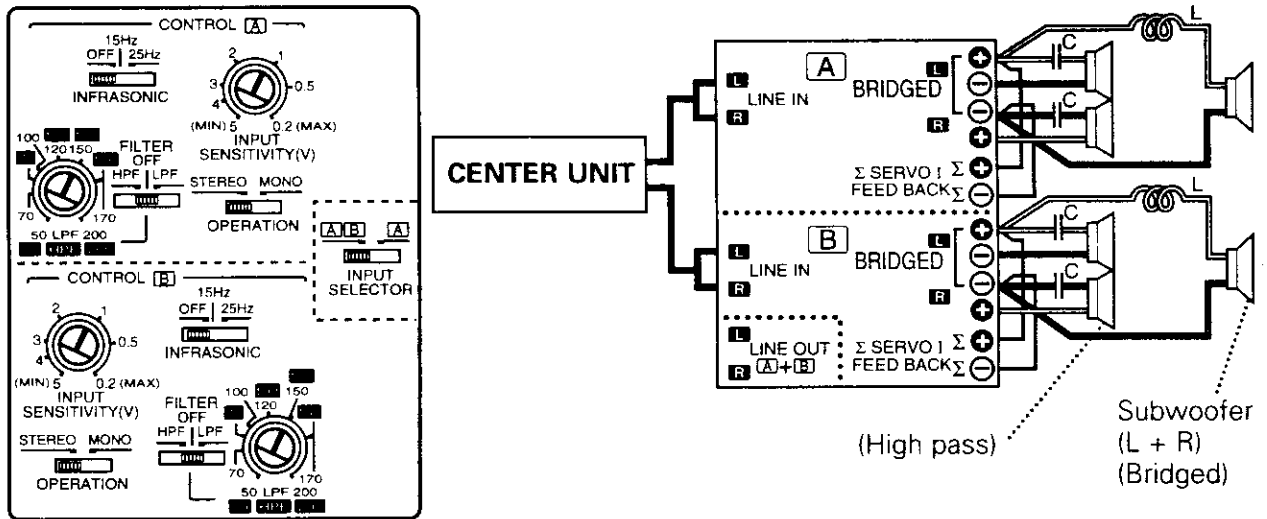 CONTROL A
15Hz
OFF 25Hz
INFRASONIC
2 1
3 0.5
4
(MIN) 5 0.2 (MAX)
INPUT
SENSITIVITY(V)
100 120 150
70 170
50 LPF 200
FILTER
OFF
HPF LPF
STEREO MONO
OPERATION
A B A
INPUT
SELECTOR
CONTROL B
15Hz
OFF 25Hz
INFRASONIC
2 1
3 0.5
4
(MIN) 5 0.2 (MAX)
INPUT
SENSITIVITY(V)
STEREO MONO
OPERATION
FILTER
OFF
HPF LPF
100 120 150
70 170
50 LPF 200
CENTER UNIT
A
L
LINE IN
R
L
BRIDGED
R
Σ SERVO I Σ
FEED BACK Σ
B
L
LINE IN
R
L
BRIDGED
R
L
LINE OUT
R A+B
Σ SERVO I Σ
FEED BACK Σ
L
C
C
L
C
C
(High pass)
Subwoofer
(L + R)
(Bridged)